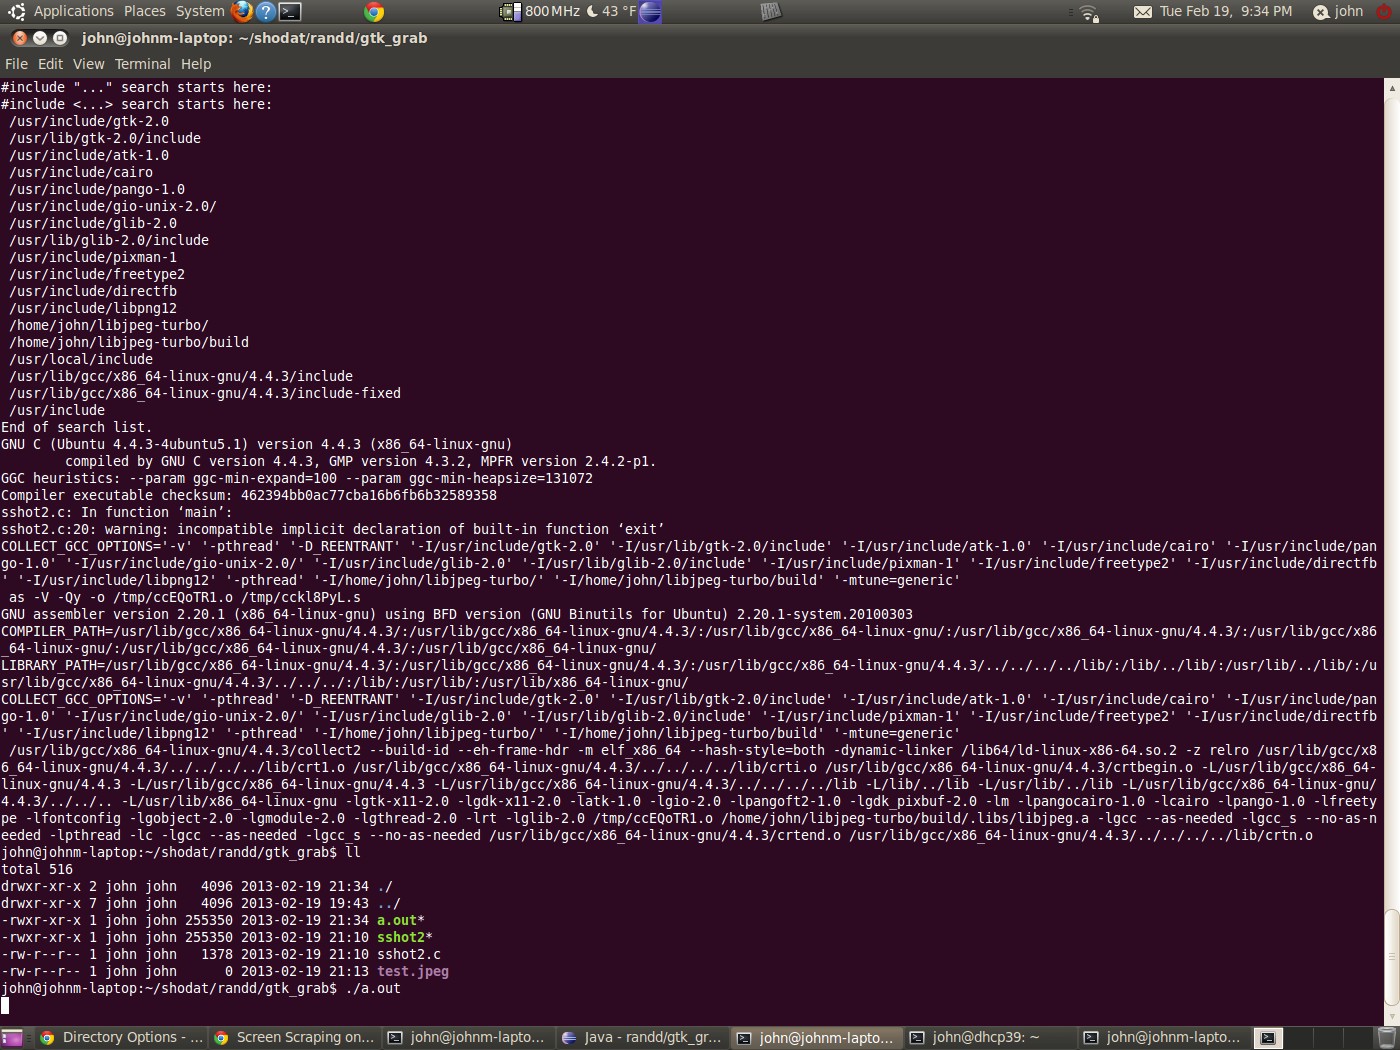 Applications Places System 800 MHz 43 °F Tue Feb 19, 9:34 PM john
john@johnm-laptop: ~/shodat/randd/gtk_grab
File Edit View Terminal Help
#include "..." search starts here:
#include <...> search starts here:
/usr/include/gtk-2.0
/usr/lib/gtk-2.0/include
/usr/include/atk-1.0
/usr/include/cairo
/usr/include/pango-1.0
/usr/include/gio-unix-2.0/
/usr/include/glib-2.0
/usr/lib/glib-2.0/include
/usr/include/pixman-1
/usr/include/freetype2
/usr/include/directfb
/usr/include/libpng12
/home/john/libjpeg-turbo/
/home/john/libjpeg-turbo/build
/usr/local/include
/usr/lib/gcc/x86_64-linux-gnu/4.4.3/include
/usr/lib/gcc/x86_64-linux-gnu/4.4.3/include-fixed
/usr/include
End of search list.
GNU C (Ubuntu 4.4.3-4ubuntu5.1) version 4.4.3 (x86_64-linux-gnu)
compiled by GNU C version 4.4.3, GMP version 4.3.2, MPFR version 2.4.2-p1.
GGC heuristics: --param ggc-min-expand=100 --param ggc-min-heapsize=131072
Compiler executable checksum: 462394bb0ac77cba16b6fb6b32589358
sshot2.c: In function ‘main’:
sshot2.c:20: warning: incompatible implicit declaration of built-in function ‘exit’
COLLECT_GCC_OPTIONS='-v' '-pthread' '-D_REENTRANT' '-I/usr/include/gtk-2.0' '-I/usr/lib/gtk-2.0/include' '-I/usr/include/atk-1.0' '-I/usr/include/cairo' '-I/usr/include/pan
go-1.0' '-I/usr/include/gio-unix-2.0/' '-I/usr/include/glib-2.0' '-I/usr/lib/glib-2.0/include' '-I/usr/include/pixman-1' '-I/usr/include/freetype2' '-I/usr/include/directfb
' '-I/usr/include/libpng12' '-pthread' '-I/home/john/libjpeg-turbo/' '-I/home/john/libjpeg-turbo/build' '-mtune=generic'
as -V -Qy -o /tmp/ccEQoTR1.o /tmp/cckl8PyL.s
GNU assembler version 2.20.1 (x86_64-linux-gnu) using BFD version (GNU Binutils for Ubuntu) 2.20.1-system.20100303
COMPILER_PATH=/usr/lib/gcc/x86_64-linux-gnu/4.4.3/:/usr/lib/gcc/x86_64-linux-gnu/4.4.3/:/usr/lib/gcc/x86_64-linux-gnu/:/usr/lib/gcc/x86_64-linux-gnu/4.4.3/:/usr/lib/gcc/x86
_64-linux-gnu/:/usr/lib/gcc/x86_64-linux-gnu/4.4.3/:/usr/lib/gcc/x86_64-linux-gnu/
LIBRARY_PATH=/usr/lib/gcc/x86_64-linux-gnu/4.4.3/:/usr/lib/gcc/x86_64-linux-gnu/4.4.3/:/usr/lib/gcc/x86_64-linux-gnu/4.4.3/../../../../lib/:/lib/../lib/:/usr/lib/../lib/:/u
sr/lib/gcc/x86_64-linux-gnu/4.4.3/../../../:/lib/:/usr/lib/:/usr/lib/x86_64-linux-gnu/
COLLECT_GCC_OPTIONS='-v' '-pthread' '-D_REENTRANT' '-I/usr/include/gtk-2.0' '-I/usr/lib/gtk-2.0/include' '-I/usr/include/atk-1.0' '-I/usr/include/cairo' '-I/usr/include/pan
go-1.0' '-I/usr/include/gio-unix-2.0/' '-I/usr/include/glib-2.0' '-I/usr/lib/glib-2.0/include' '-I/usr/include/pixman-1' '-I/usr/include/freetype2' '-I/usr/include/directfb
' '-I/usr/include/libpng12' '-pthread' '-I/home/john/libjpeg-turbo/' '-I/home/john/libjpeg-turbo/build' '-mtune=generic'
/usr/lib/gcc/x86_64-linux-gnu/4.4.3/collect2 --build-id --eh-frame-hdr -m elf_x86_64 --hash-style=both -dynamic-linker /lib64/ld-linux-x86-64.so.2 -z relro /usr/lib/gcc/x8
6_64-linux-gnu/4.4.3/../../../../lib/crt1.o /usr/lib/gcc/x86_64-linux-gnu/4.4.3/../../../../lib/crti.o /usr/lib/gcc/x86_64-linux-gnu/4.4.3/crtbegin.o -L/usr/lib/gcc/x86_64-
linux-gnu/4.4.3 -L/usr/lib/gcc/x86_64-linux-gnu/4.4.3 -L/usr/lib/gcc/x86_64-linux-gnu/4.4.3/../../../../lib -L/lib/../lib -L/usr/lib/../lib -L/usr/lib/gcc/x86_64-linux-gnu/
4.4.3/../../.. -L/usr/lib/x86_64-linux-gnu -lgtk-x11-2.0 -lgdk-x11-2.0 -latk-1.0 -lgio-2.0 -lpangoft2-1.0 -lgdk_pixbuf-2.0 -lm -lpangocairo-1.0 -lcairo -lpango-1.0 -lfreety
pe -lfontconfig -lgobject-2.0 -lgmodule-2.0 -lgthread-2.0 -lrt -lglib-2.0 /tmp/ccEQoTR1.o /home/john/libjpeg-turbo/build/.libs/libjpeg.a -lgcc --as-needed -lgcc_s --no-as-n
eeded -lpthread -lc -lgcc --as-needed -lgcc_s --no-as-needed /usr/lib/gcc/x86_64-linux-gnu/4.4.3/crtend.o /usr/lib/gcc/x86_64-linux-gnu/4.4.3/../../../../lib/crtn.o
john@johnm-laptop:~/shodat/randd/gtk_grab$ ll
total 516
drwxr-xr-x 2 john john 4096 2013-02-19 21:34 ./
drwxr-xr-x 7 john john 4096 2013-02-19 19:43 ../
-rwxr-xr-x 1 john john 255350 2013-02-19 21:34 a.out*
-rwxr-xr-x 1 john john 255350 2013-02-19 21:10 sshot2*
-rw-r--r-- 1 john john 1378 2013-02-19 21:10 sshot2.c
-rw-r--r-- 1 john john 0 2013-02-19 21:13 test.jpeg
john@johnm-laptop:~/shodat/randd/gtk_grab$ ./a.out
Directory Options - ... Screen Scraping on... john@johnm-lapto... Java - randd/gtk_gr... john@johnm-lapto... john@dhcp39: ~ john@johnm-lapto...